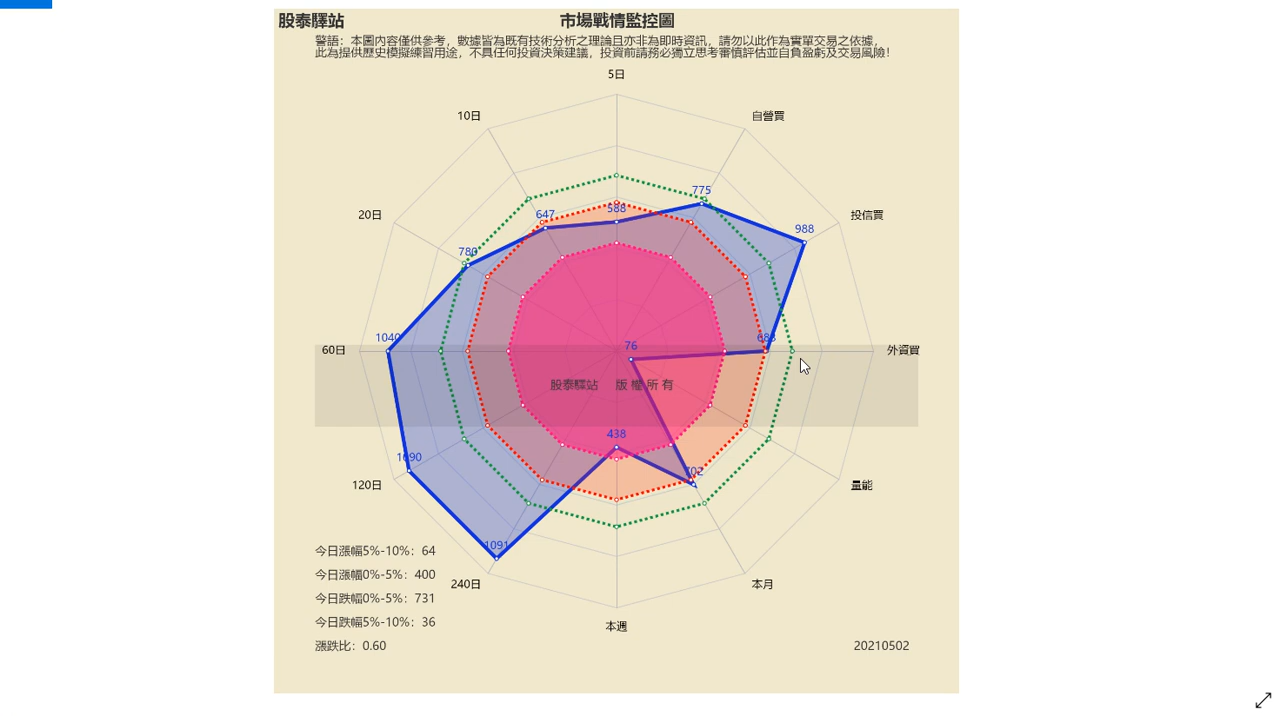 股泰驛站
市場戰情監控圖
警語：本圖內容僅供參考，數據皆為既有技術分析之理論且亦非為即時資訊，請勿以此作為實單交易之依據，
此為提供歷史模擬練習用途，不具任何投資決策建議，投資前請務必獨立思考審慎評估並自負盈虧及交易風險！
5日
10日
自營買
775
20日
647
588
投信買
988
780
1040
60日
76
683
外資買
股泰驛站 版權所有
438
1090
702
120日
量能
1091
240日
本月
本週
今日漲幅5%-10%：64
今日漲幅0%-5%：400
今日跌幅0%-5%：731
今日跌幅5%-10%：36
漲跌比：0.60
20210502